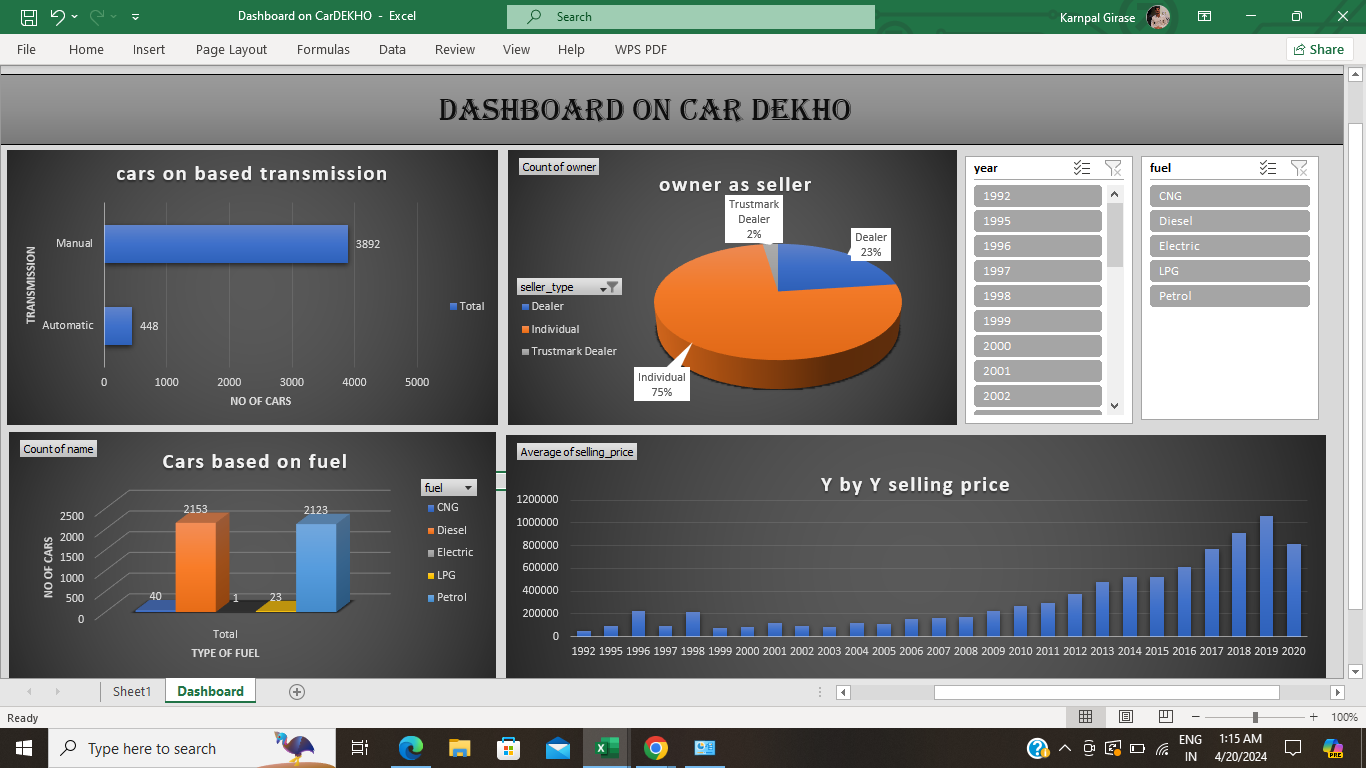 Dashboard on CarDEKHO - Excel
Search
Karnpal Girase
File Home Insert Page Layout Formulas Data Review View Help WPS PDF
Share
DASHBOARD ON CAR DEKHO
cars on based transmission
TRANSMISSION
Manual
3892
Automatic
448
Total
0 1000 2000 3000 4000 5000
NO OF CARS
Count of owner
owner as seller
Trustmark
Dealer
2%
Dealer
23%
seller_type
Dealer
Individual
Trustmark Dealer
Individual
75%
year
1992
1995
1996
1997
1998
1999
2000
2001
2002
fuel
CNG
Diesel
Electric
LPG
Petrol
Count of name
Cars based on fuel
fuel
CNG
Diesel
Electric
LPG
Petrol
NO OF CARS
2500
2000
1500
1000
500
0
40
2153
1
23
2123
Total
TYPE OF FUEL
Average of selling_price
Y by Y selling price
1200000
1000000
800000
600000
400000
200000
0
1992 1995 1996 1997 1998 1999 2000 2001 2002 2003 2004 2005 2006 2007 2008 2009 2010 2011 2012 2013 2014 2015 2016 2017 2018 2019 2020
Sheet1 Dashboard
Ready
100%
Type here to search
ENG
IN
1:15 AM
4/20/2024
PRE